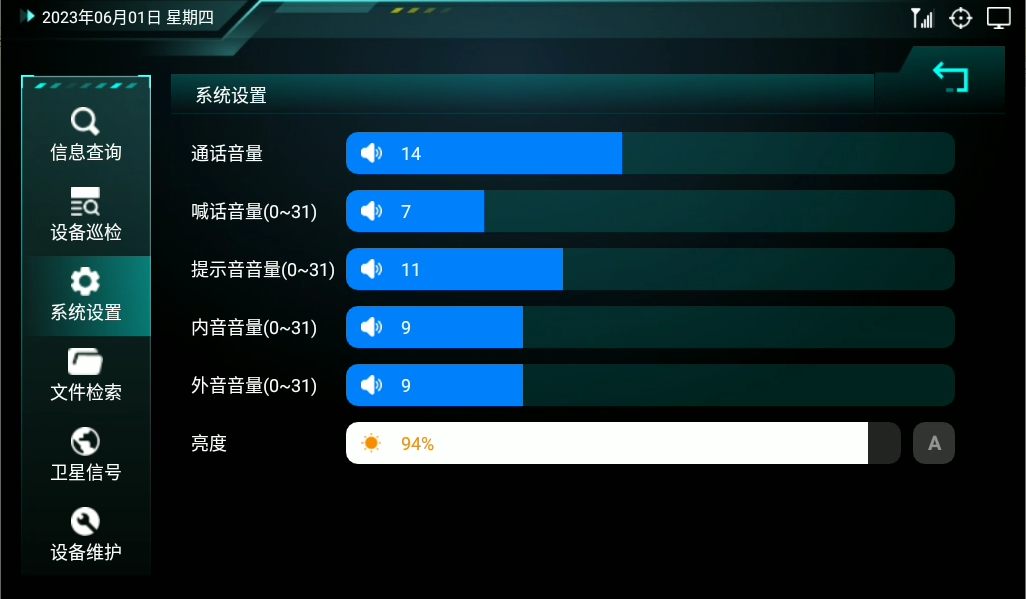 2023年06月01日 星期四
系统设置
信息查询
设备巡检
系统设置
文件检索
卫星信号
设备维护
通话音量
14
喊话音量(0~31)
7
提示音音量(0~31)
11
内音音量(0~31)
9
外音音量(0~31)
9
亮度
94%
A